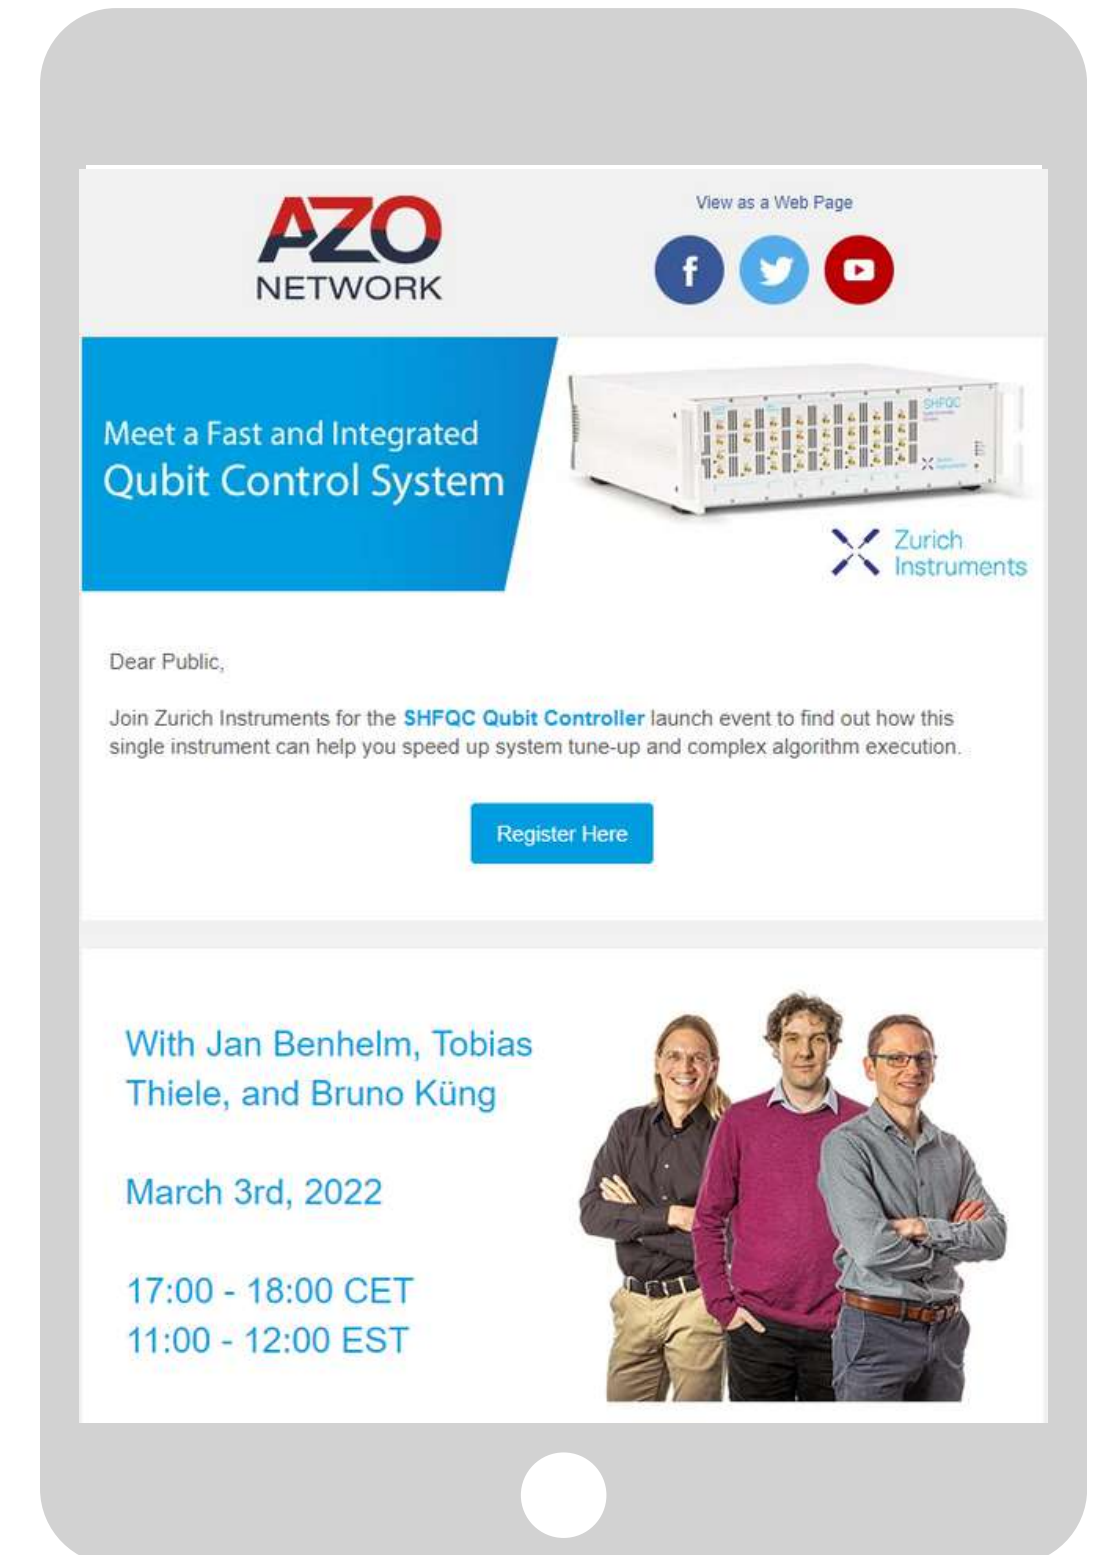 AZO
NETWORK
View as a Web Page
Meet a Fast and Integrated
Qubit Control System
SHFQC
Zurich
Instruments
Dear Public,
Join Zurich Instruments for the SHFQC Qubit Controller launch event to find out how this
single instrument can help you speed up system tune-up and complex algorithm execution.
Register Here
With Jan Benhelm, Tobias
Thiele, and Bruno Küng
March 3rd, 2022
17:00 - 18:00 CET
11:00 - 12:00 EST